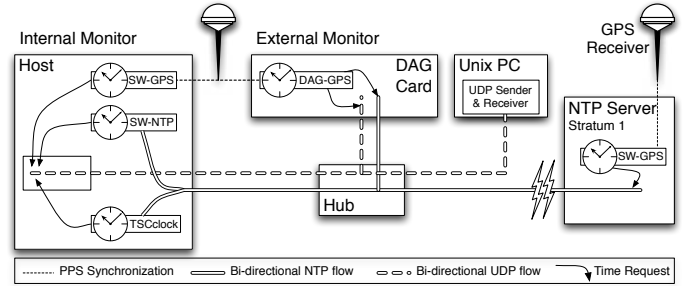 Internal Monitor
External Monitor
GPS
Receiver
Host
SW-GPS
SW-NTP
TSCclock
DAG-GPS
DAG
Card
Unix PC
UDP Sender
& Receiver
NTP Server
Stratum 1
SW-GPS
Hub
PPS Synchronization
Bi-directional NTP flow
Bi-directional UDP flow
Time Request